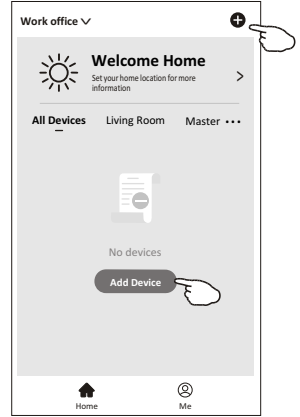 Work office
Welcome Home
Set your home location for more
information
All Devices Living Room Master
No devices
Add Device
Home Me